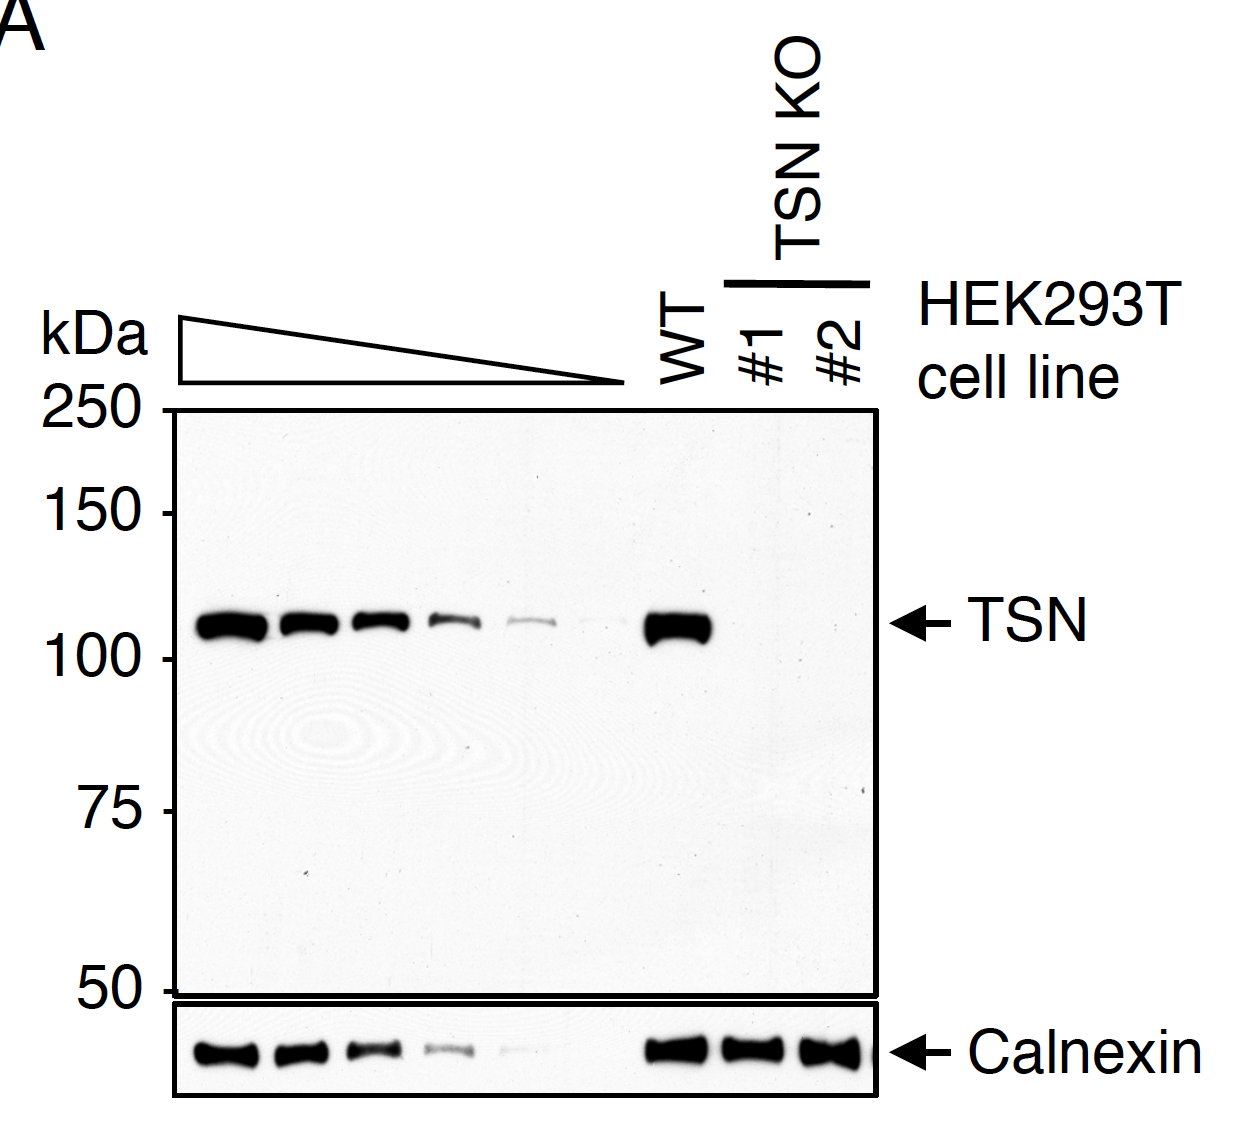 A
TSN KO
kDa
WT
#1
#2
HEK293T
cell line
250
150
TSN
100
75
50
Calnexin